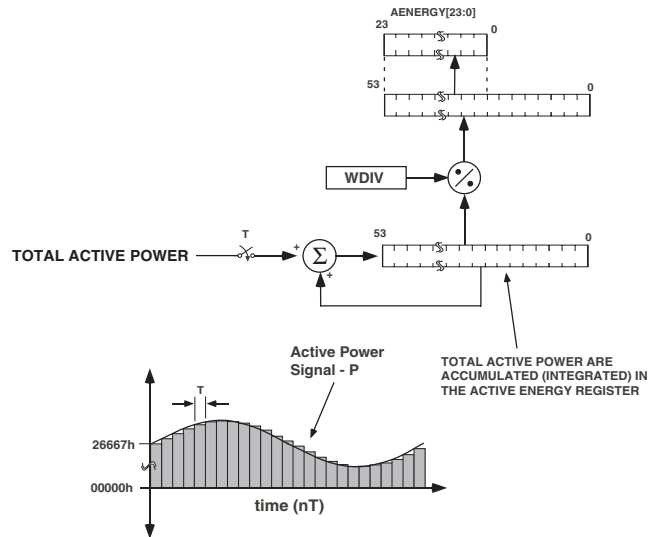 AENERGY[23:0]
23
0
53
0
WDIV
T
53
0
TOTAL ACTIVE POWER
+
Σ
+
Active Power
Signal - P
TOTAL ACTIVE POWER ARE
ACCUMULATED (INTEGRATED) IN
THE ACTIVE ENERGY REGISTER
T
26667h
00000h
time (nT)